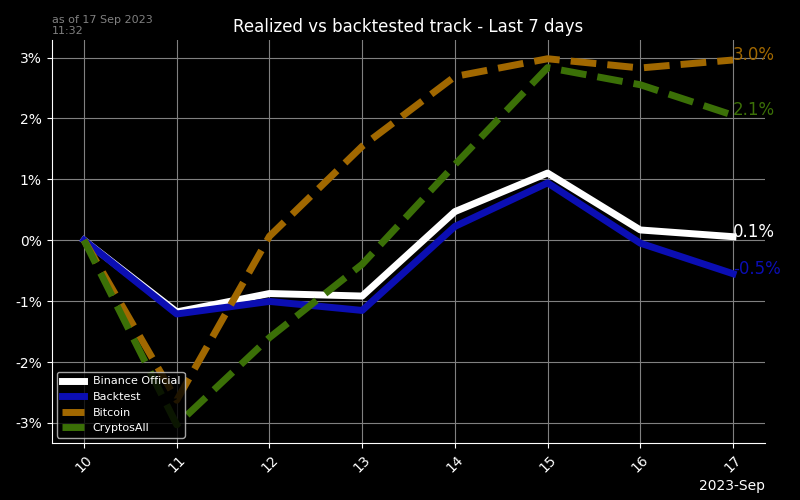 as of 17 Sep 2023
11:32
Realized vs backtested track - Last 7 days
3%
2%
1%
0%
-1%
-2%
-3%
3.0%
2.1%
0.1%
-0.5%
Binance Official
Backtest
Bitcoin
CryptosAll
10
11
12
13
14
15
16
17
2023-Sep